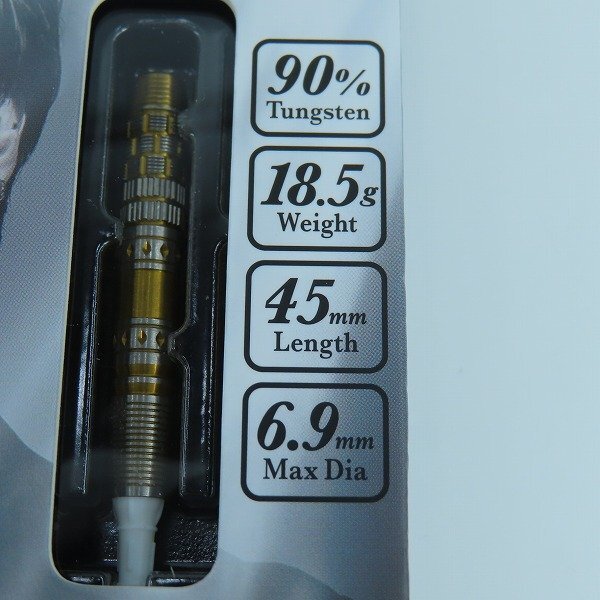 90%
Tungsten
18.5g
Weight
45mm
Length
6.9mm
Max Dia